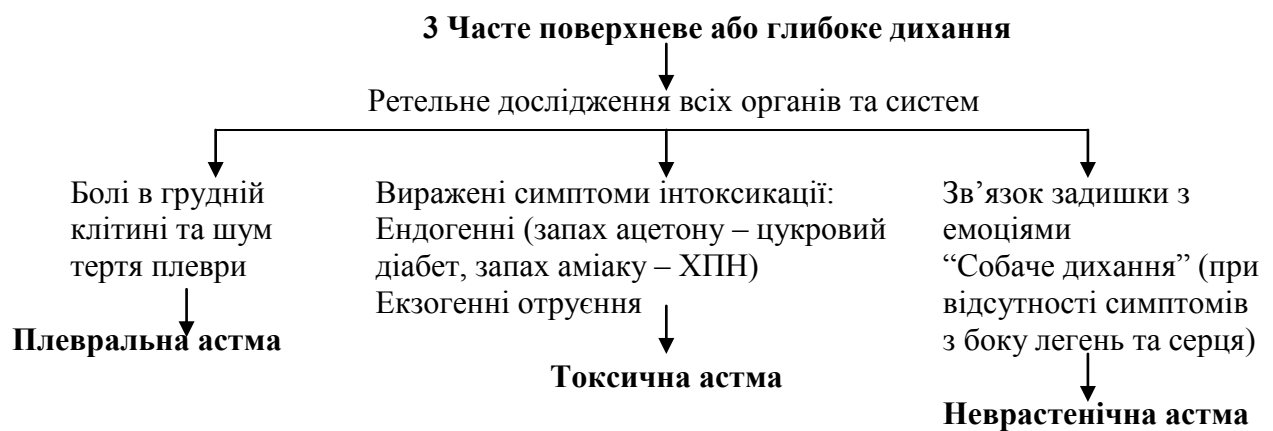 3 Часте поверхневе або глибоке дихання
Ретельне дослідження всіх органів та систем
Болі в грудній
клітині та шум
тертя плеври
Плевральна астма
Виражені симптоми інтоксикації:
Ендогенні (запах ацетону – цукровий
діабет, запах аміаку – ХПН)
Екзогенні отруєння
Токсична астма
Зв’язок задишки з
емоціями
“Собаче дихання” (при
відсутності симптомів
з боку легень та серця)
Неврастенічна астма